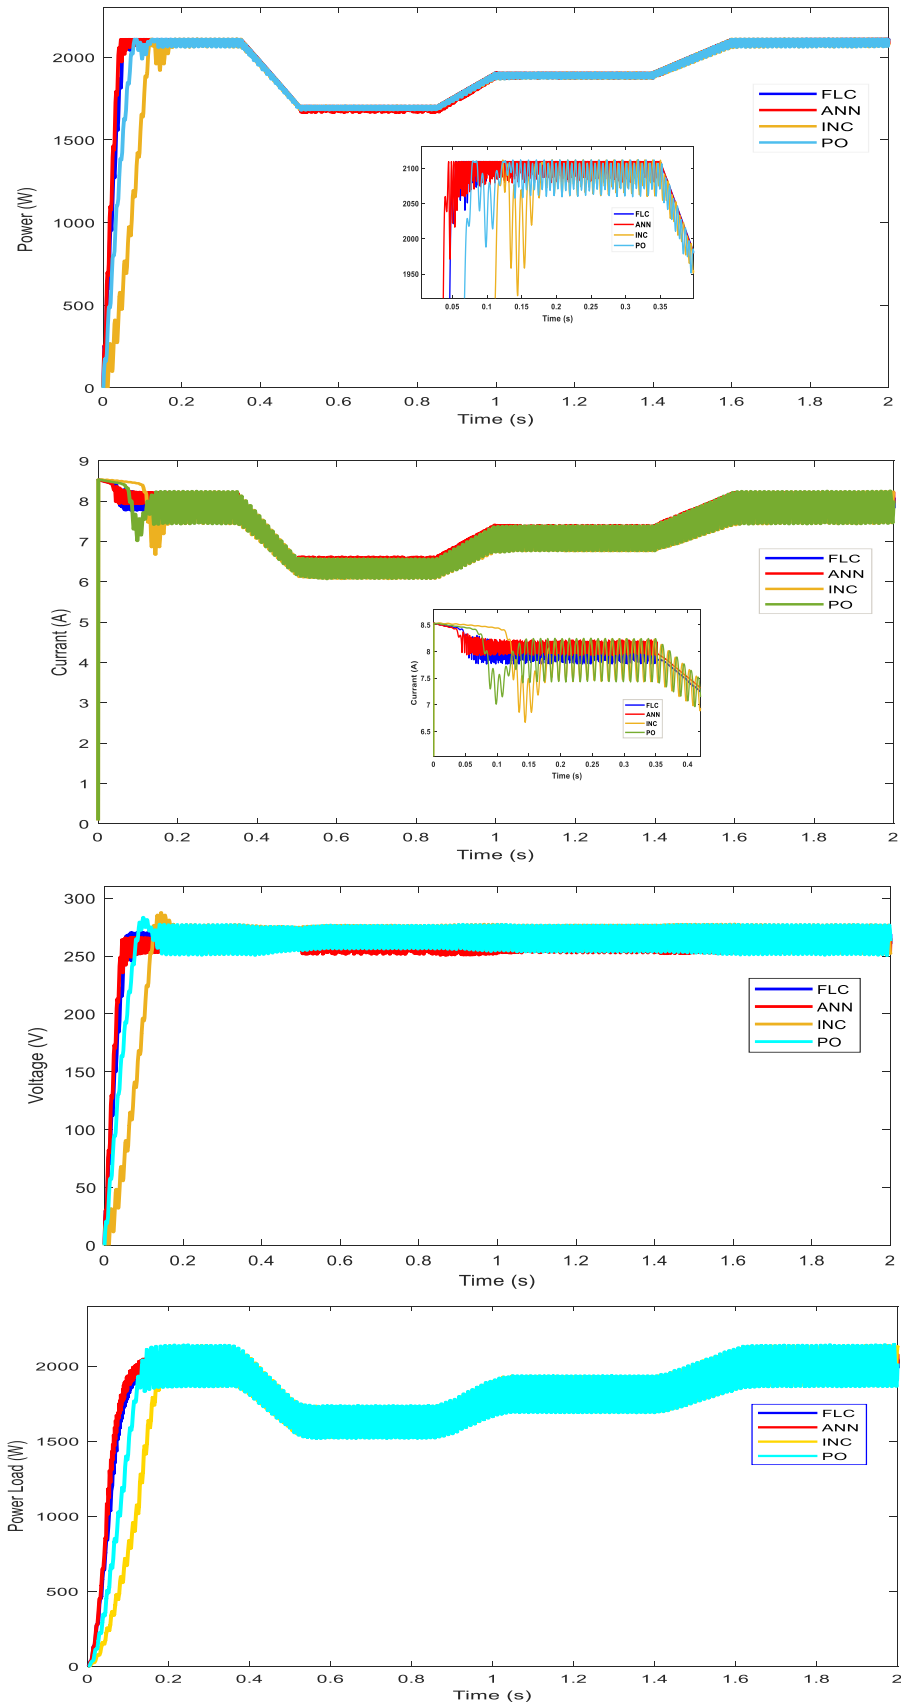 2000
1500
1000
500
0
Power (W)
0 0.2 0.4 0.6 0.8 1 1.2 1.4 1.6 1.8 2
Time (s)
FLC
ANN
INC
PO
2100
2050
2000
1950
0.05 0.1 0.15 0.2 0.25 0.3 0.35
Time (s)
FLC
ANN
INC
PO
9
8
7
6
5
4
3
2
1
0
Currant (A)
0 0.2 0.4 0.6 0.8 1 1.2 1.4 1.6 1.8 2
Time (s)
FLC
ANN
INC
PO
8.5
8
7.5
7
6.5
Currant (A)
0 0.05 0.1 0.15 0.2 0.25 0.3 0.35 0.4
Time (s)
FLC
ANN
INC
PO
300
250
200
150
100
50
0
Voltage (V)
0 0.2 0.4 0.6 0.8 1 1.2 1.4 1.6 1.8 2
Time (s)
FLC
ANN
INC
PO
2000
1500
1000
500
0
Power Load (W)
0 0.2 0.4 0.6 0.8 1 1.2 1.4 1.6 1.8 2
Time (s)
FLC
ANN
INC
PO